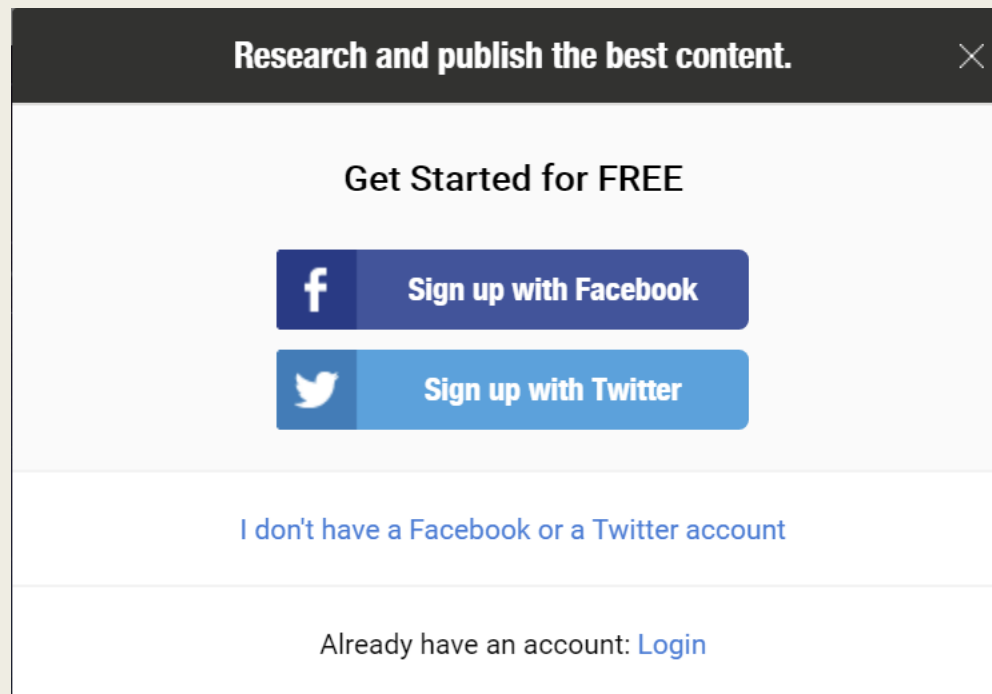 Research and publish the best content.
Get Started for FREE
Sign up with Facebook
Sign up with Twitter
I don't have a Facebook or a Twitter account
Already have an account: Login